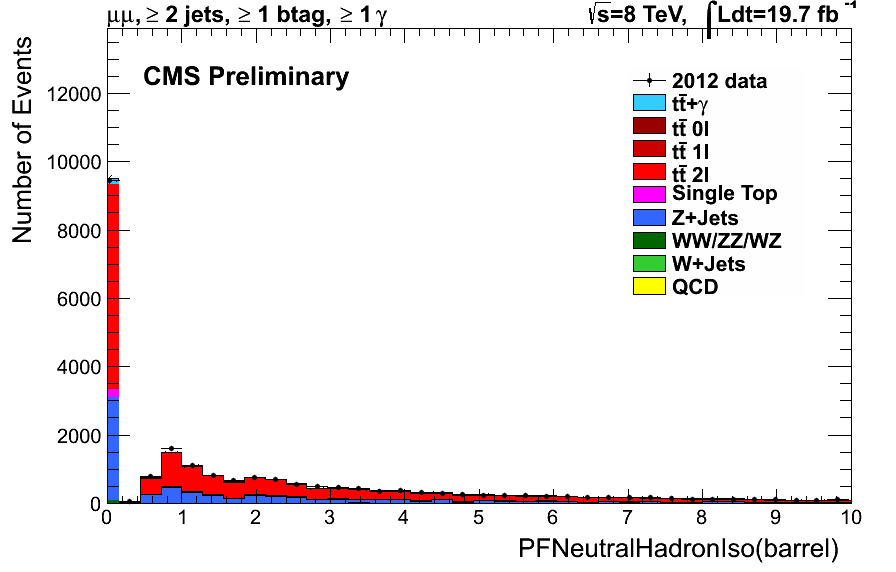 μμ, ≥ 2 jets, ≥ 1 btag, ≥ 1 γ √s=8 TeV, ∫Ldt=19.7 fb⁻¹
CMS Preliminary
2012 data
tt̄+γ
tt̄ 0l
tt̄ 1l
tt̄ 2l
Single Top
Z+Jets
WW/ZZ/WZ
W+Jets
QCD
Number of Events
12000
10000
8000
6000
4000
2000
0
0 1 2 3 4 5 6 7 8 9 10
PFNeutralHadronIso(barrel)